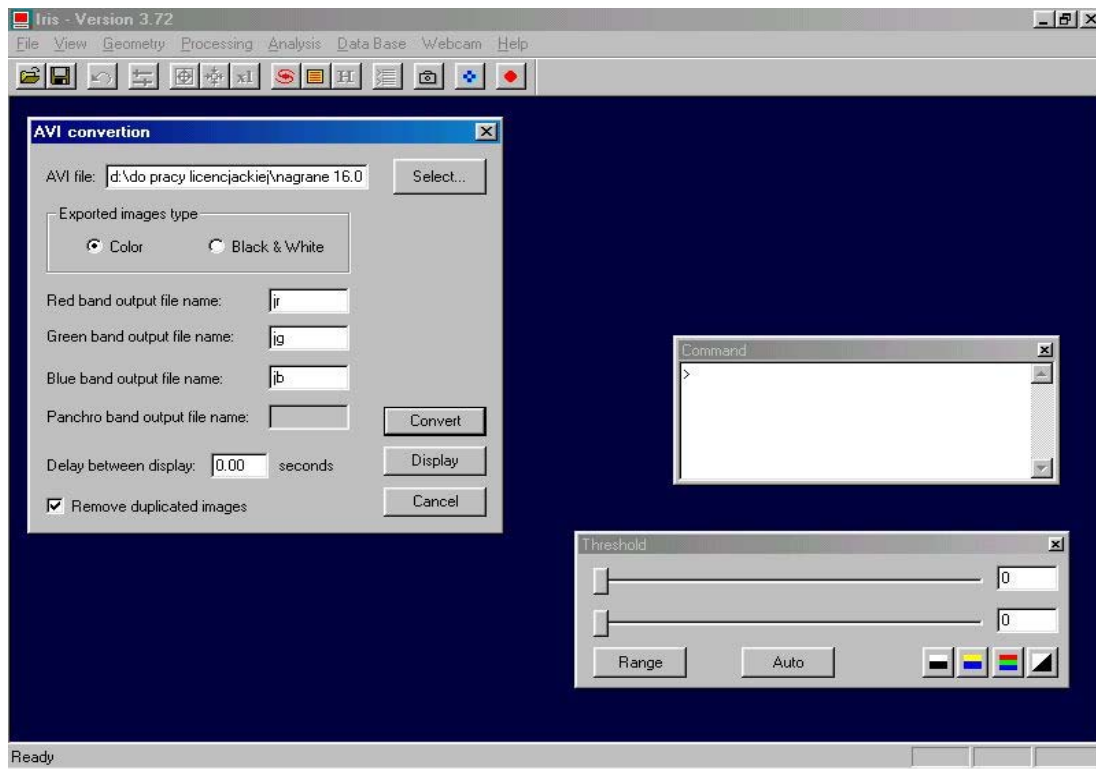 Iris - Version 3.72
File View Geometry Processing Analysis Data Base Webcam Help
x1 H
AVI convertion
AVI file: d:\do pracy licencjackiej\nagrane 16.0 Select...
Exported images type
Color Black & White
Red band output file name: jr
Green band output file name: jg
Blue band output file name: jb
Panchro band output file name:
Convert
Delay between display: 0.00 seconds
Display
Remove duplicated images
Cancel
Command
>
Threshold
0
0
Range Auto
Ready